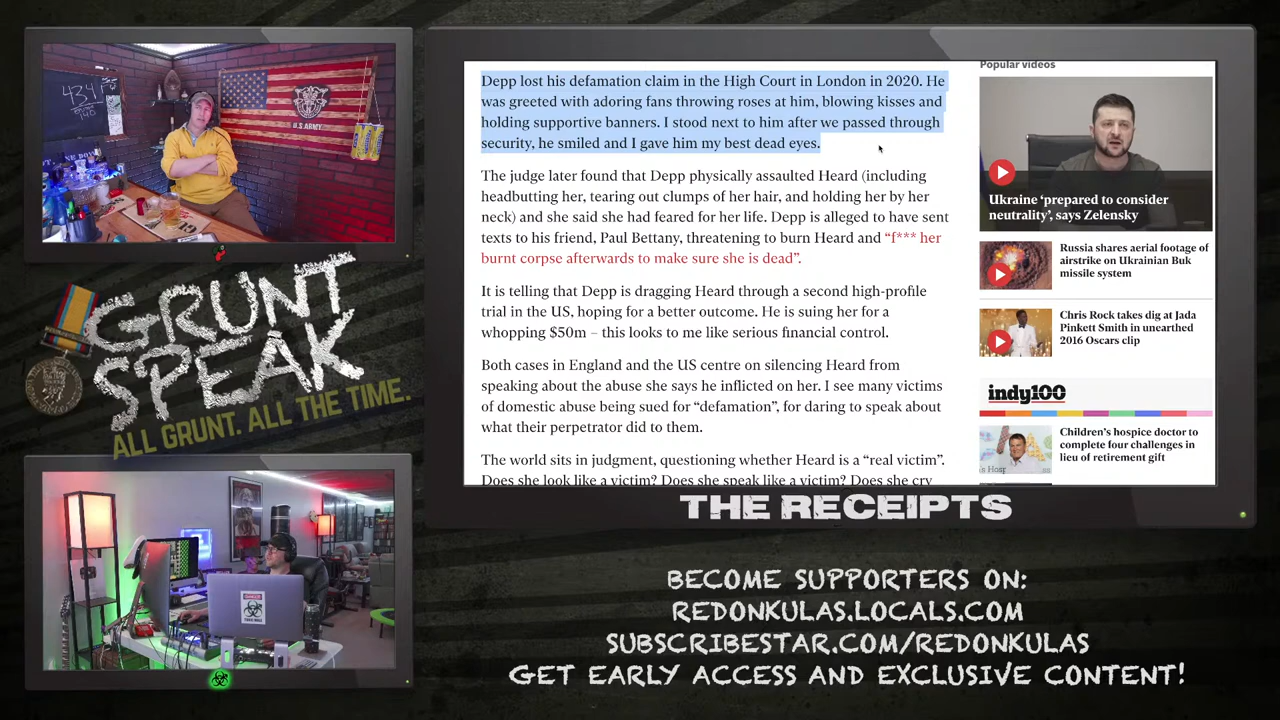 U.S. ARMY
GRUNT
SPEAK
ALL GRUNT. ALL THE TIME.
Depp lost his defamation claim in the High Court in London in 2020. He
was greeted with adoring fans throwing roses at him, blowing kisses and
holding supportive banners. I stood next to him after we passed through
security, he smiled and I gave him my best dead eyes.
The judge later found that Depp physically assaulted Heard (including
headbutting her, tearing out clumps of her hair, and holding her by her
neck) and she said she had feared for her life. Depp is alleged to have sent
texts to his friend, Paul Bettany, threatening to burn Heard and “f*** her
burnt corpse afterwards to make sure she is dead”.
It is telling that Depp is dragging Heard through a second high-profile
trial in the US, hoping for a better outcome. He is suing her for a
whopping $50m – this looks to me like serious financial control.
Both cases in England and the US centre on silencing Heard from
speaking about the abuse she says he inflicted on her. I see many victims
of domestic abuse being sued for “defamation”, for daring to speak about
what their perpetrator did to them.
The world sits in judgment, questioning whether Heard is a “real victim”.
Does she look like a victim? Does she speak like a victim? Does she cry
Popular videos
Ukraine ‘prepared to consider
neutrality’, says Zelensky
Russia shares aerial footage of
airstrike on Ukrainian Buk
missile system
Chris Rock takes dig at Jada
Pinkett Smith in unearthed
2016 Oscars clip
indy100
Children’s hospice doctor to
complete four challenges in
lieu of retirement gift
THE RECEIPTS
BECOME SUPPORTERS ON:
REDONKULAS.LOCALS.COM
SUBSCRIBESTAR.COM/REDONKULAS
GET EARLY ACCESS AND EXCLUSIVE CONTENT!